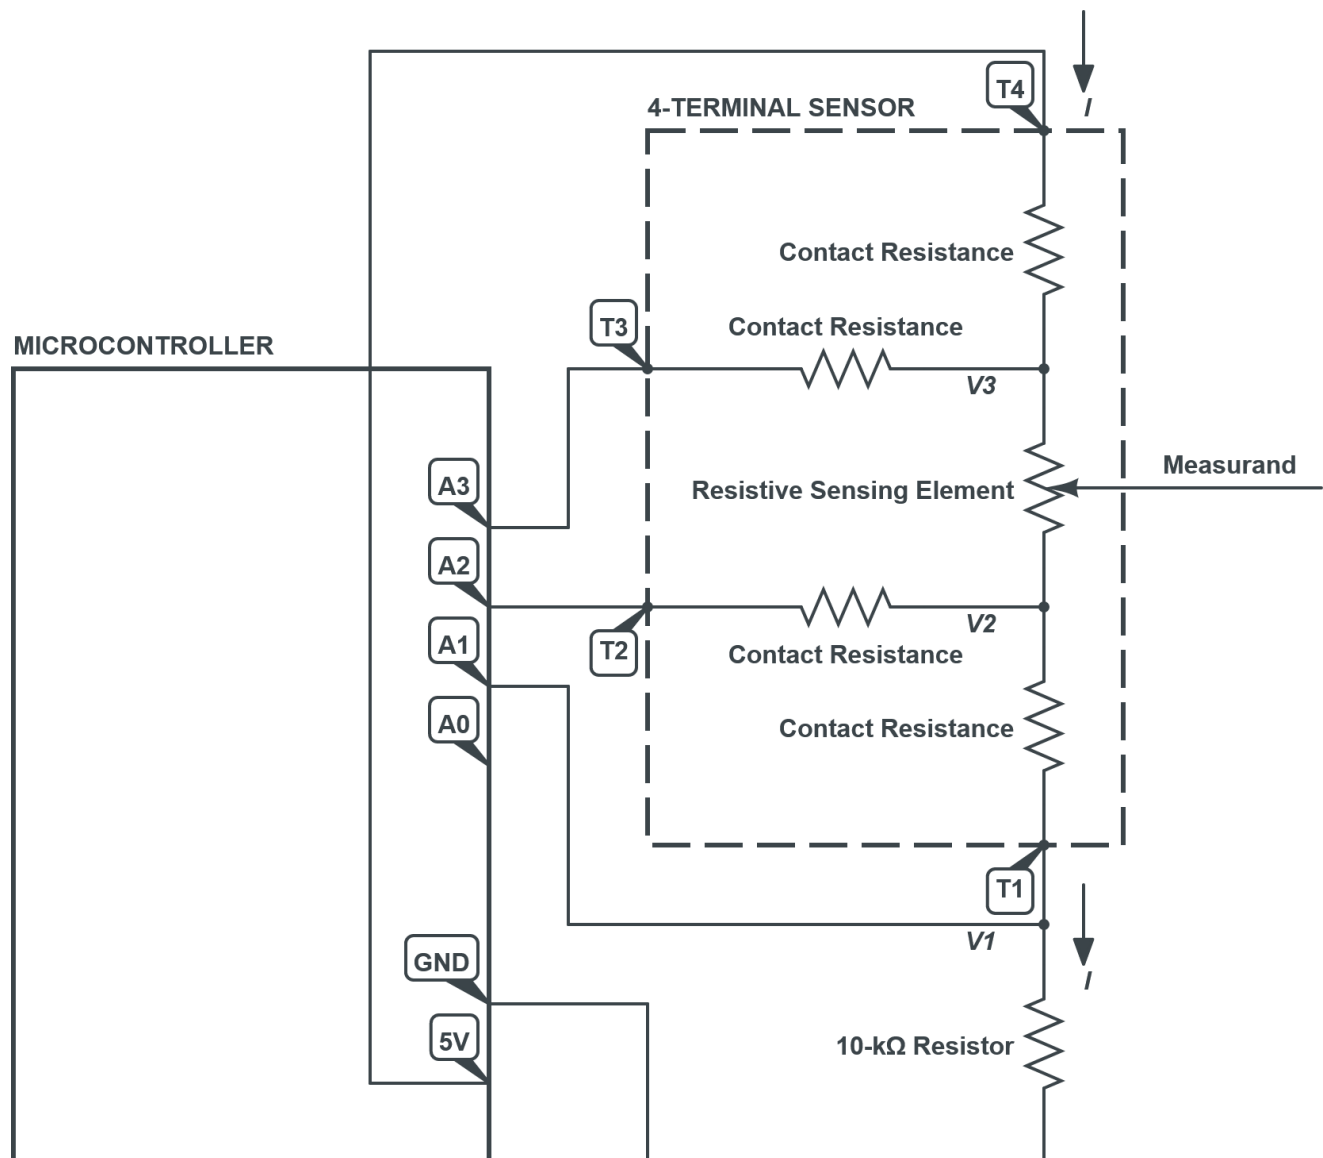 I
T4
4-TERMINAL SENSOR
Contact Resistance
T3
Contact Resistance
MICROCONTROLLER
V3
A3
Resistive Sensing Element
Measurand
A2
V2
A1
T2
Contact Resistance
A0
Contact Resistance
T1
V1
GND
I
5V
10-kΩ Resistor